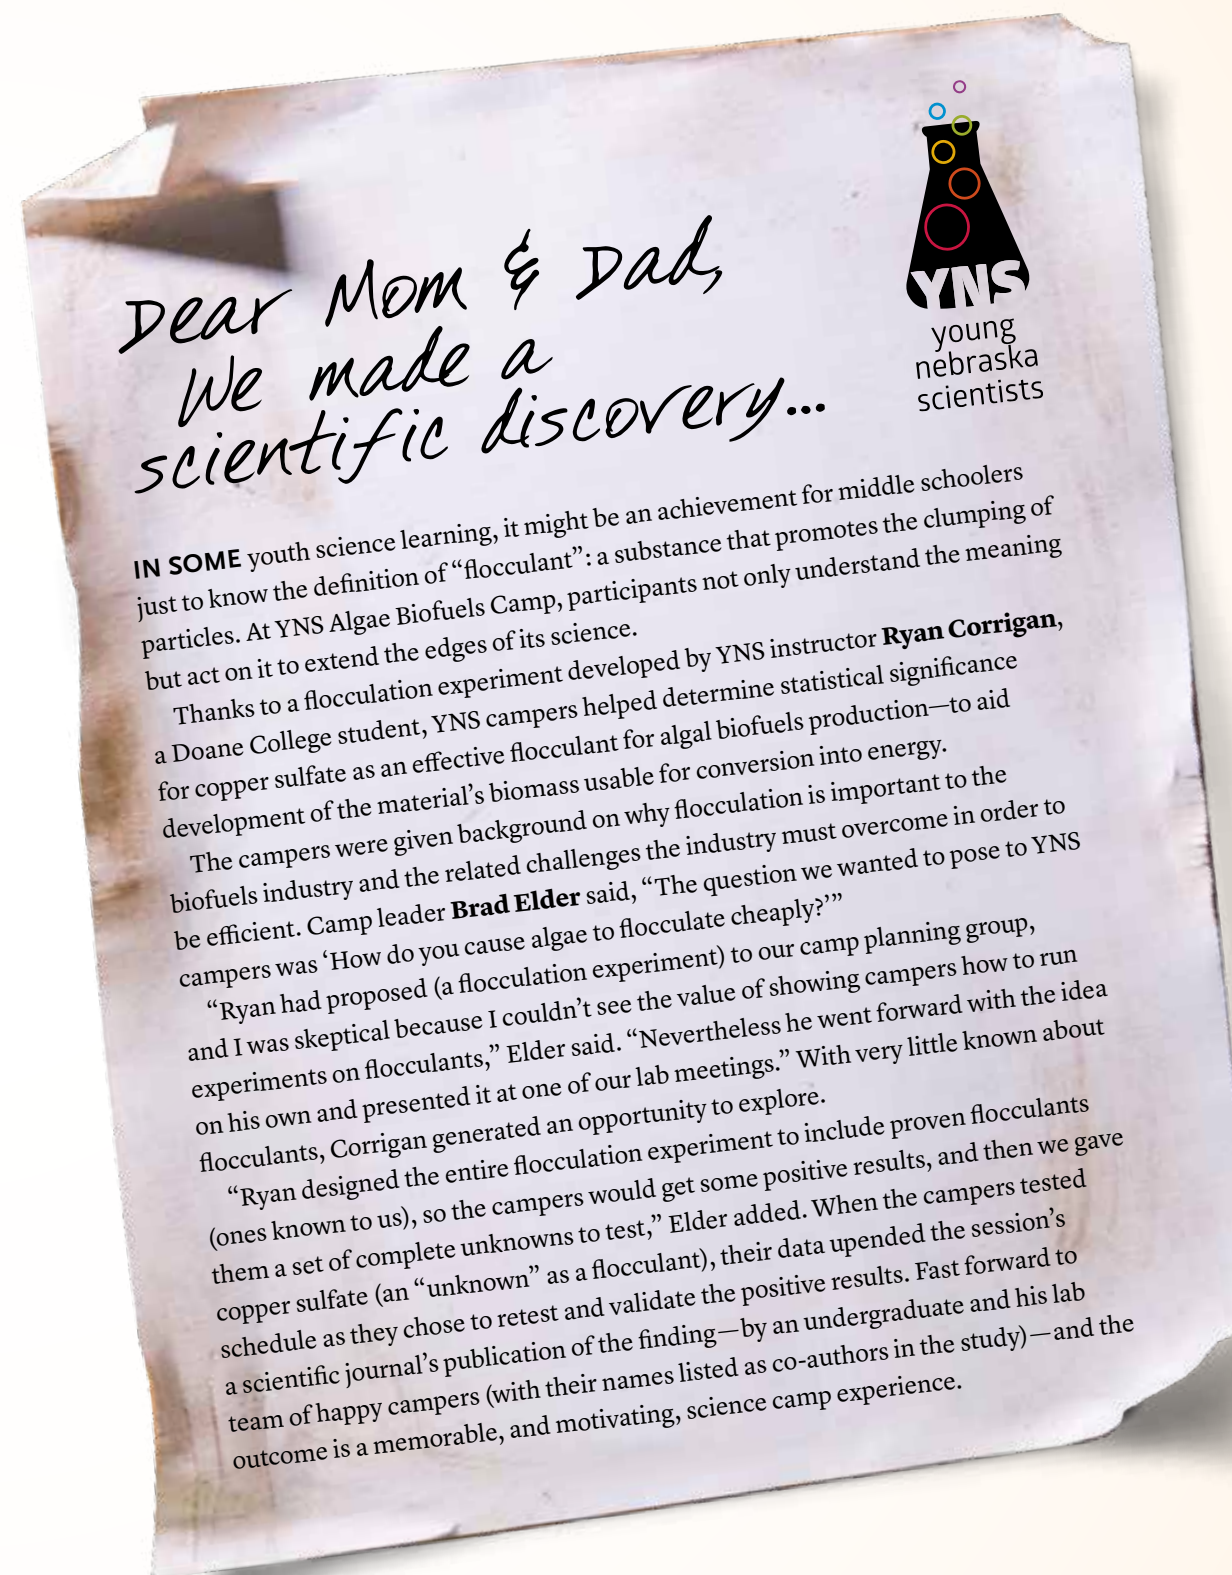 Dear Mom & Dad,
We made a
scientific discovery...
YNS
young
nebraska
scientists
IN SOME youth science learning, it might be an achievement for middle schoolers
just to know the definition of “flocculant”: a substance that promotes the clumping of
particles. At YNS Algae Biofuels Camp, participants not only understand the meaning
but act on it to extend the edges of its science.
Thanks to a flocculation experiment developed by YNS instructor Ryan Corrigan,
a Doane College student, YNS campers helped determine statistical significance
for copper sulfate as an effective flocculant for algal biofuels production—to aid
development of the material’s biomass usable for conversion into energy.
The campers were given background on why flocculation is important to the
biofuels industry and the related challenges the industry must overcome in order to
be efficient. Camp leader Brad Elder said, “The question we wanted to pose to YNS
campers was ‘How do you cause algae to flocculate cheaply?’”
“Ryan had proposed (a flocculation experiment) to our camp planning group,
and I was skeptical because I couldn’t see the value of showing campers how to run
experiments on flocculants,” Elder said. “Nevertheless he went forward with the idea
on his own and presented it at one of our lab meetings.” With very little known about
flocculants, Corrigan generated an opportunity to explore.
“Ryan designed the entire flocculation experiment to include proven flocculants
(ones known to us), so the campers would get some positive results, and then we gave
them a set of complete unknowns to test,” Elder added. When the campers tested
copper sulfate (an “unknown” as a flocculant), their data upended the session’s
schedule as they chose to retest and validate the positive results. Fast forward to
a scientific journal’s publication of the finding—by an undergraduate and his lab
team of happy campers (with their names listed as co-authors in the study)—and the
outcome is a memorable, and motivating, science camp experience.